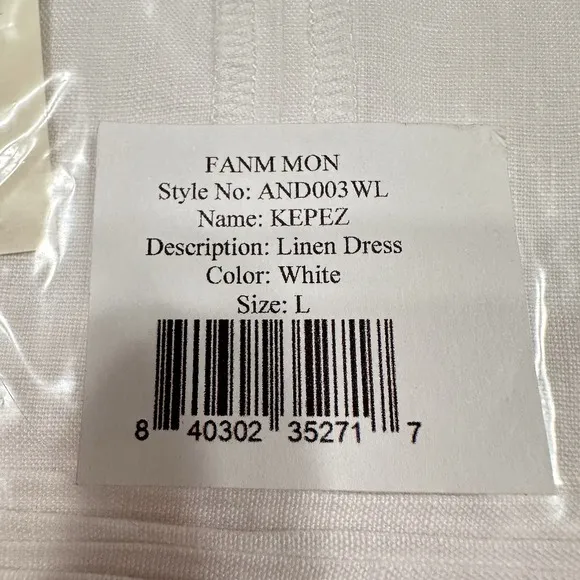 FANM MON
Style No: AND003WL
Name: KEPEZ
Description: Linen Dress
Color: White
Size: L
8 40302 35271 7